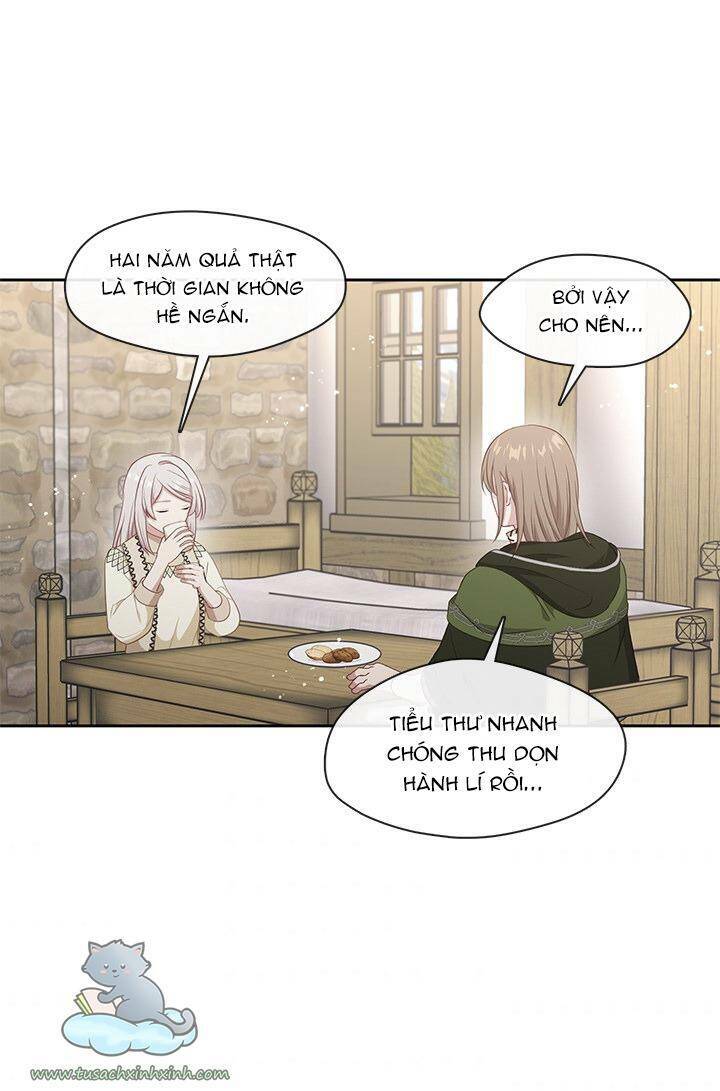 HAI NĂM QUẢ THẬT
LÀ THỜI GIAN KHÔNG
HỀ NGẮN.
BỞI VẬY
CHO NÊN...
TIỂU THƯ NHANH
CHÓNG THU DỌN
HÀNH LÍ RỒI...
www.tusachxinhxinh.com